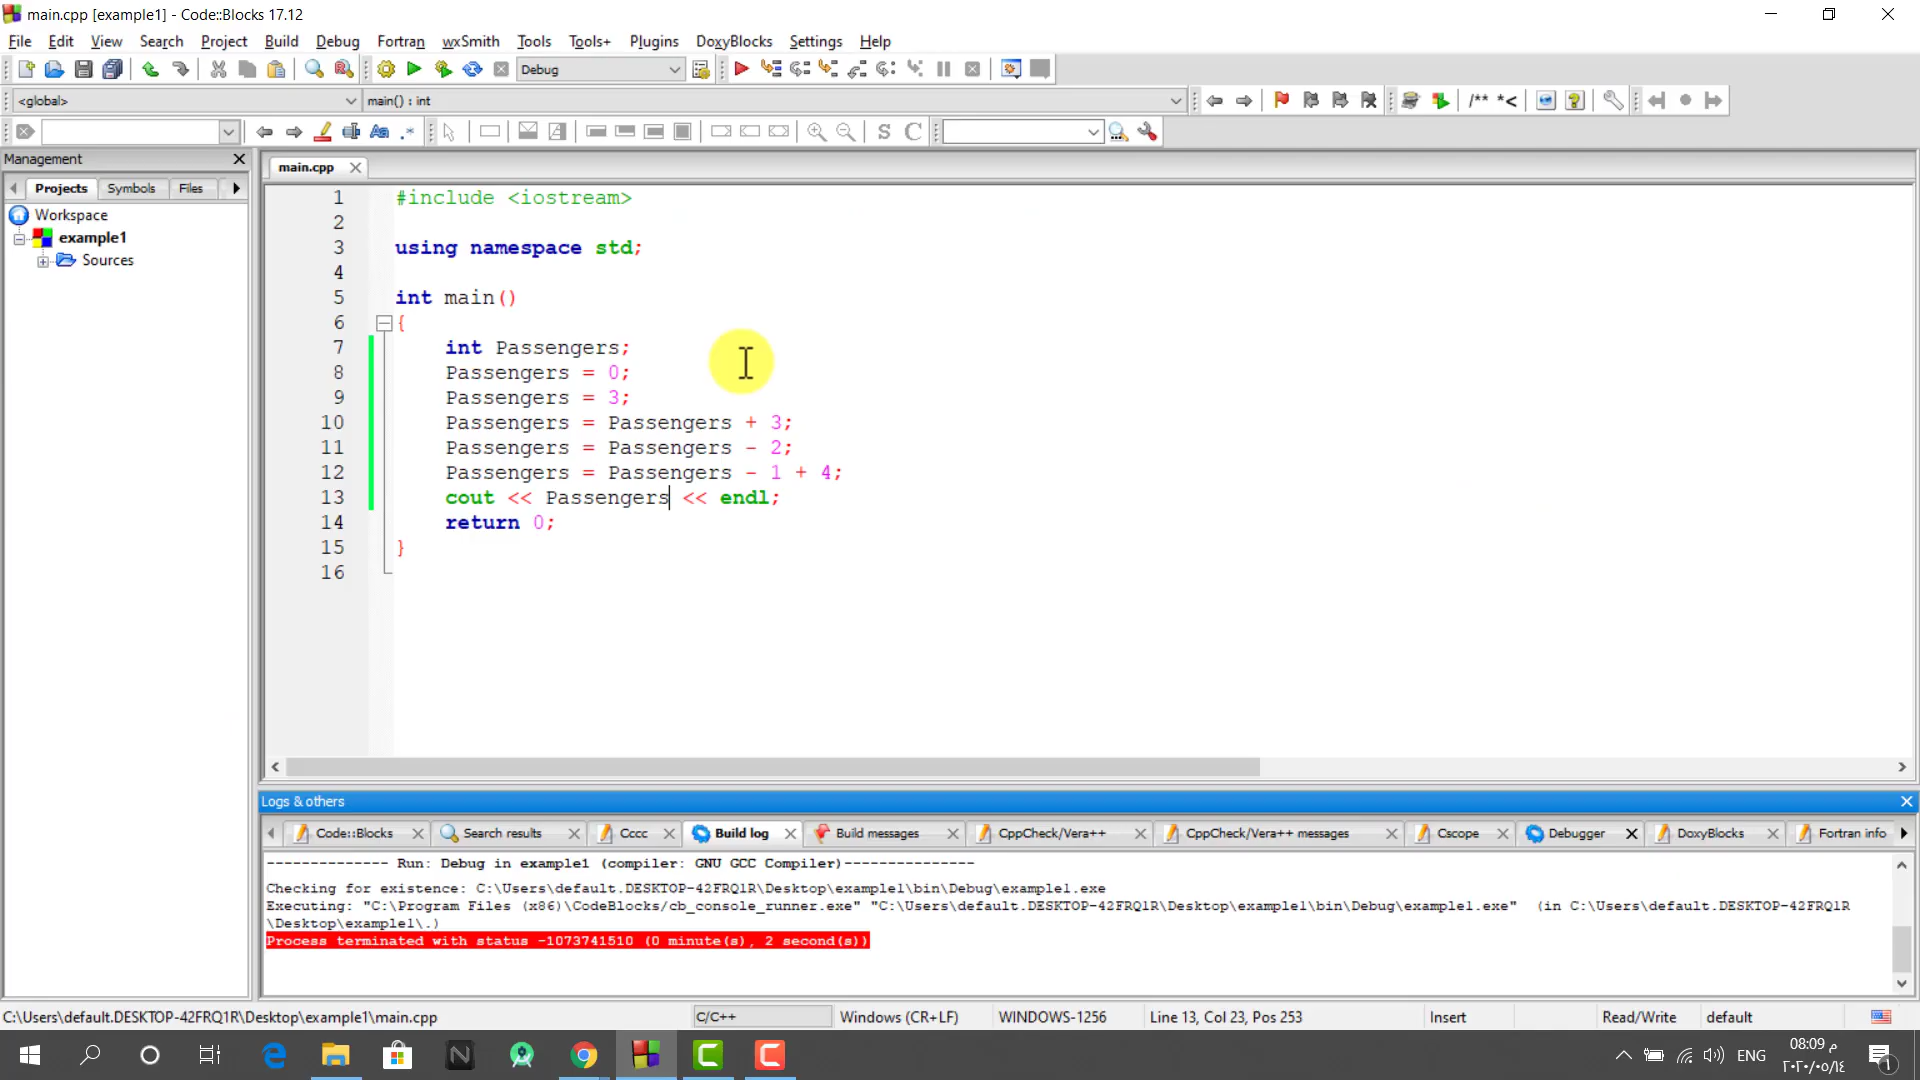 main.cpp [example1] - Code::Blocks 17.12
File Edit View Search Project Build Debug Fortran wxSmith Tools Tools+ Plugins DoxyBlocks Settings Help
Debug
<global> main() : int /** *<
Aa .* S C
Management
main.cpp
Projects Symbols Files
Workspace
example1
Sources
1 #include <iostream>
2
3 using namespace std;
4
5 int main()
6 {
7 int Passengers;
8 Passengers = 0;
9 Passengers = 3;
10 Passengers = Passengers + 3;
11 Passengers = Passengers - 2;
12 Passengers = Passengers - 1 + 4;
13 cout << Passengers << endl;
14 return 0;
15 }
16
Logs & others
Code::Blocks Search results Cccc Build log Build messages CppCheck/Vera++ CppCheck/Vera++ messages Cscope Debugger DoxyBlocks Fortran info
-------------- Run: Debug in example1 (compiler: GNU GCC Compiler)---------------
Checking for existence: C:\Users\default.DESKTOP-42FRQ1R\Desktop\example1\bin\Debug\example1.exe
Executing: "C:\Program Files (x86)\CodeBlocks/cb_console_runner.exe" "C:\Users\default.DESKTOP-42FRQ1R\Desktop\example1\bin\Debug\example1.exe"  (in C:\Users\default.DESKTOP-42FRQ1R
\Desktop\example1\.)
Process terminated with status -1073741510 (0 minute(s), 2 second(s))
C:\Users\default.DESKTOP-42FRQ1R\Desktop\example1\main.cpp C/C++ Windows (CR+LF) WINDOWS-1256 Line 13, Col 23, Pos 253 Insert Read/Write default
ENG
08:09 م
٢٠٢٠/٠٥/١٤
1